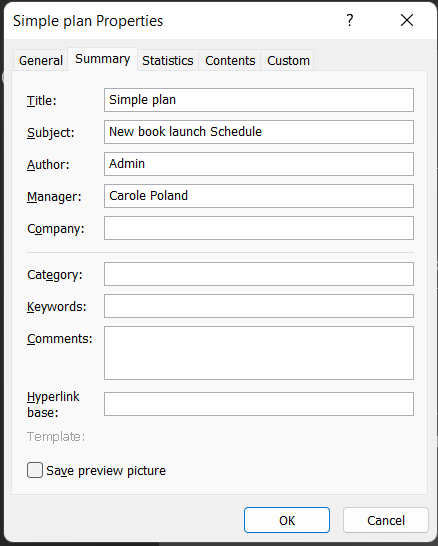 Simple plan Properties ?
General Summary Statistics Contents Custom
Title: Simple plan
Subject: New book launch Schedule
Author: Admin
Manager: Carole Poland
Company:
Category:
Keywords:
Comments:
Hyperlink
base:
Template:
Save preview picture
OK Cancel